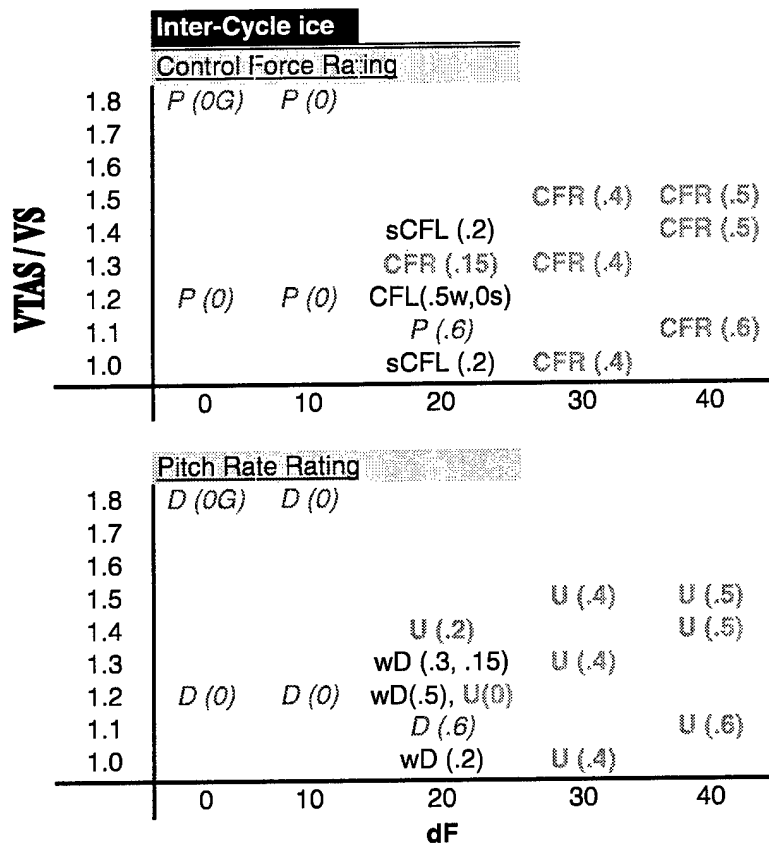 Inter-Cycle ice
Control Force Rating
1.8 P (0G) P (0)
1.7
1.6
1.5 CFR (.4) CFR (.5)
1.4 sCFL (.2) CFR (.5)
1.3 CFR (.15) CFR (.4)
1.2 P (0) P (0) CFL(.5w,0s)
1.1 P (.6) CFR (.6)
1.0 sCFL (.2) CFR (.4)
0 10 20 30 40
VTAS / VS
Pitch Rate Rating
1.8 D (0G) D (0)
1.7
1.6
1.5 U (.4) U (.5)
1.4 U (.2) U (.5)
1.3 wD (.3, .15) U (.4)
1.2 D (0) D (0) wD(.5), U(0)
1.1 D (.6) U (.6)
1.0 wD (.2) U (.4)
0 10 20 30 40
dF